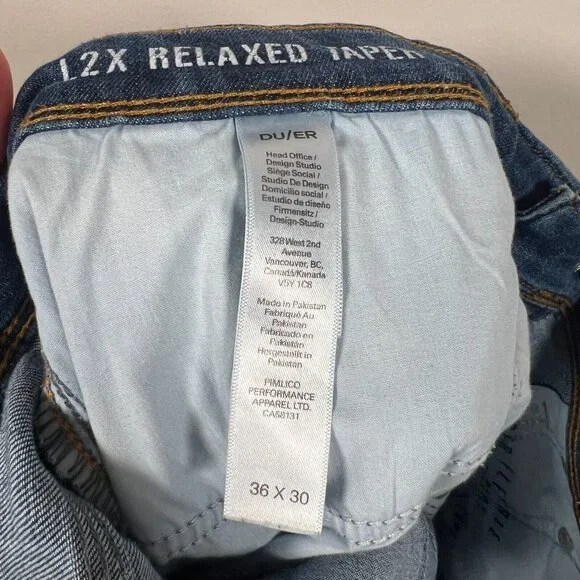 L2X RELAXED TAPER
DU/ER
Head Office /
Design Studio
Siège Social /
Studio De Design
Domicilio social /
Estudio de diseño
Firmensitz /
Design-Studio
328 West 2nd
Avenue
Vancouver, BC,
Canada/Kanada
V5Y 1C8
Made in Pakistan
Fabriqué Au
Pakistan
Fabricado en
Pakistán
Hergestellt in
Pakistan
PIMLICO
PERFORMANCE
APPAREL LTD.
CA58131
36 X 30